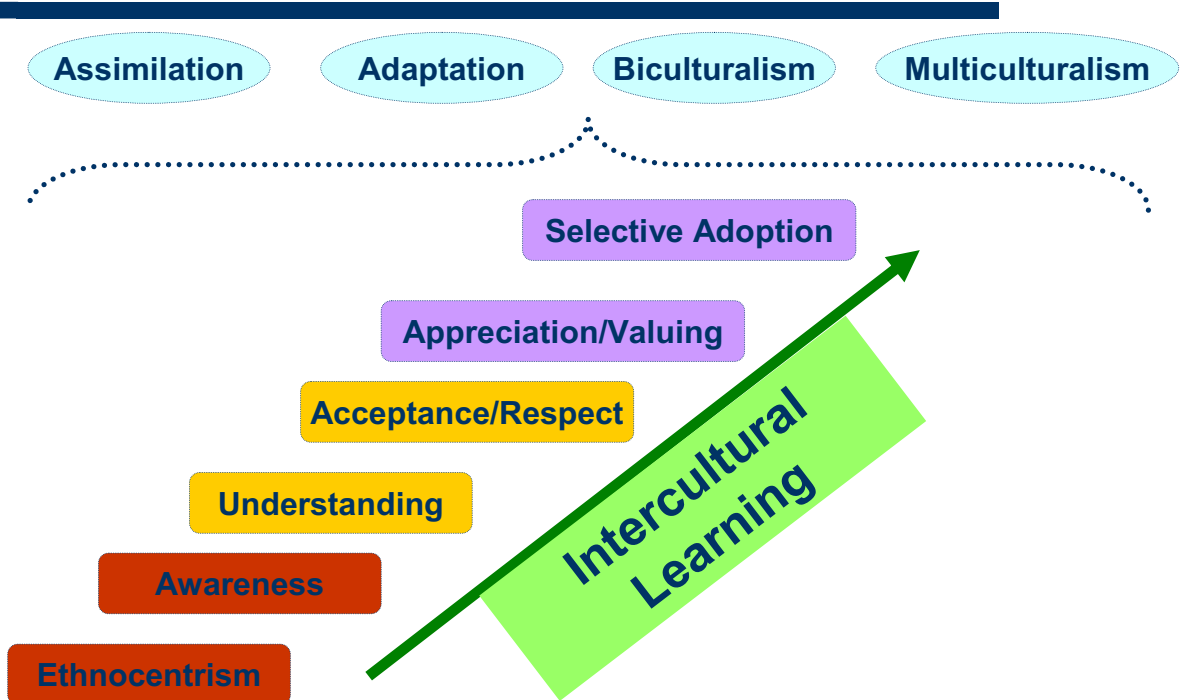 Assimilation
Adaptation
Biculturalism
Multiculturalism
Selective Adoption
Appreciation/Valuing
Acceptance/Respect
Understanding
Awareness
Ethnocentrism
Intercultural
Learning